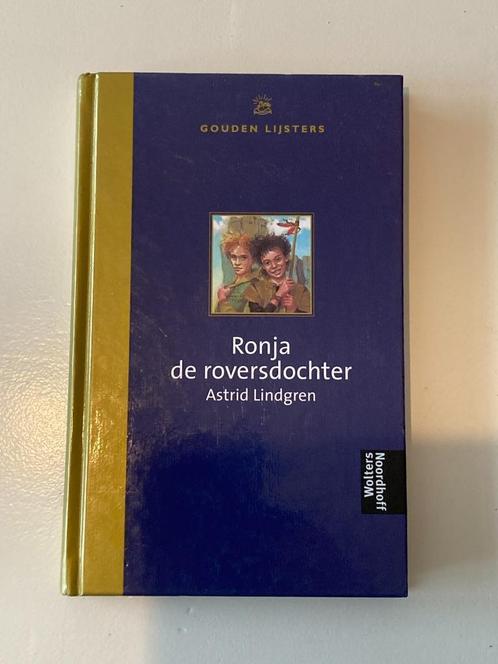 GOUDEN LIJSTERS
Ronja
de roversdochter
Astrid Lindgren
Wolters
Noordhoff